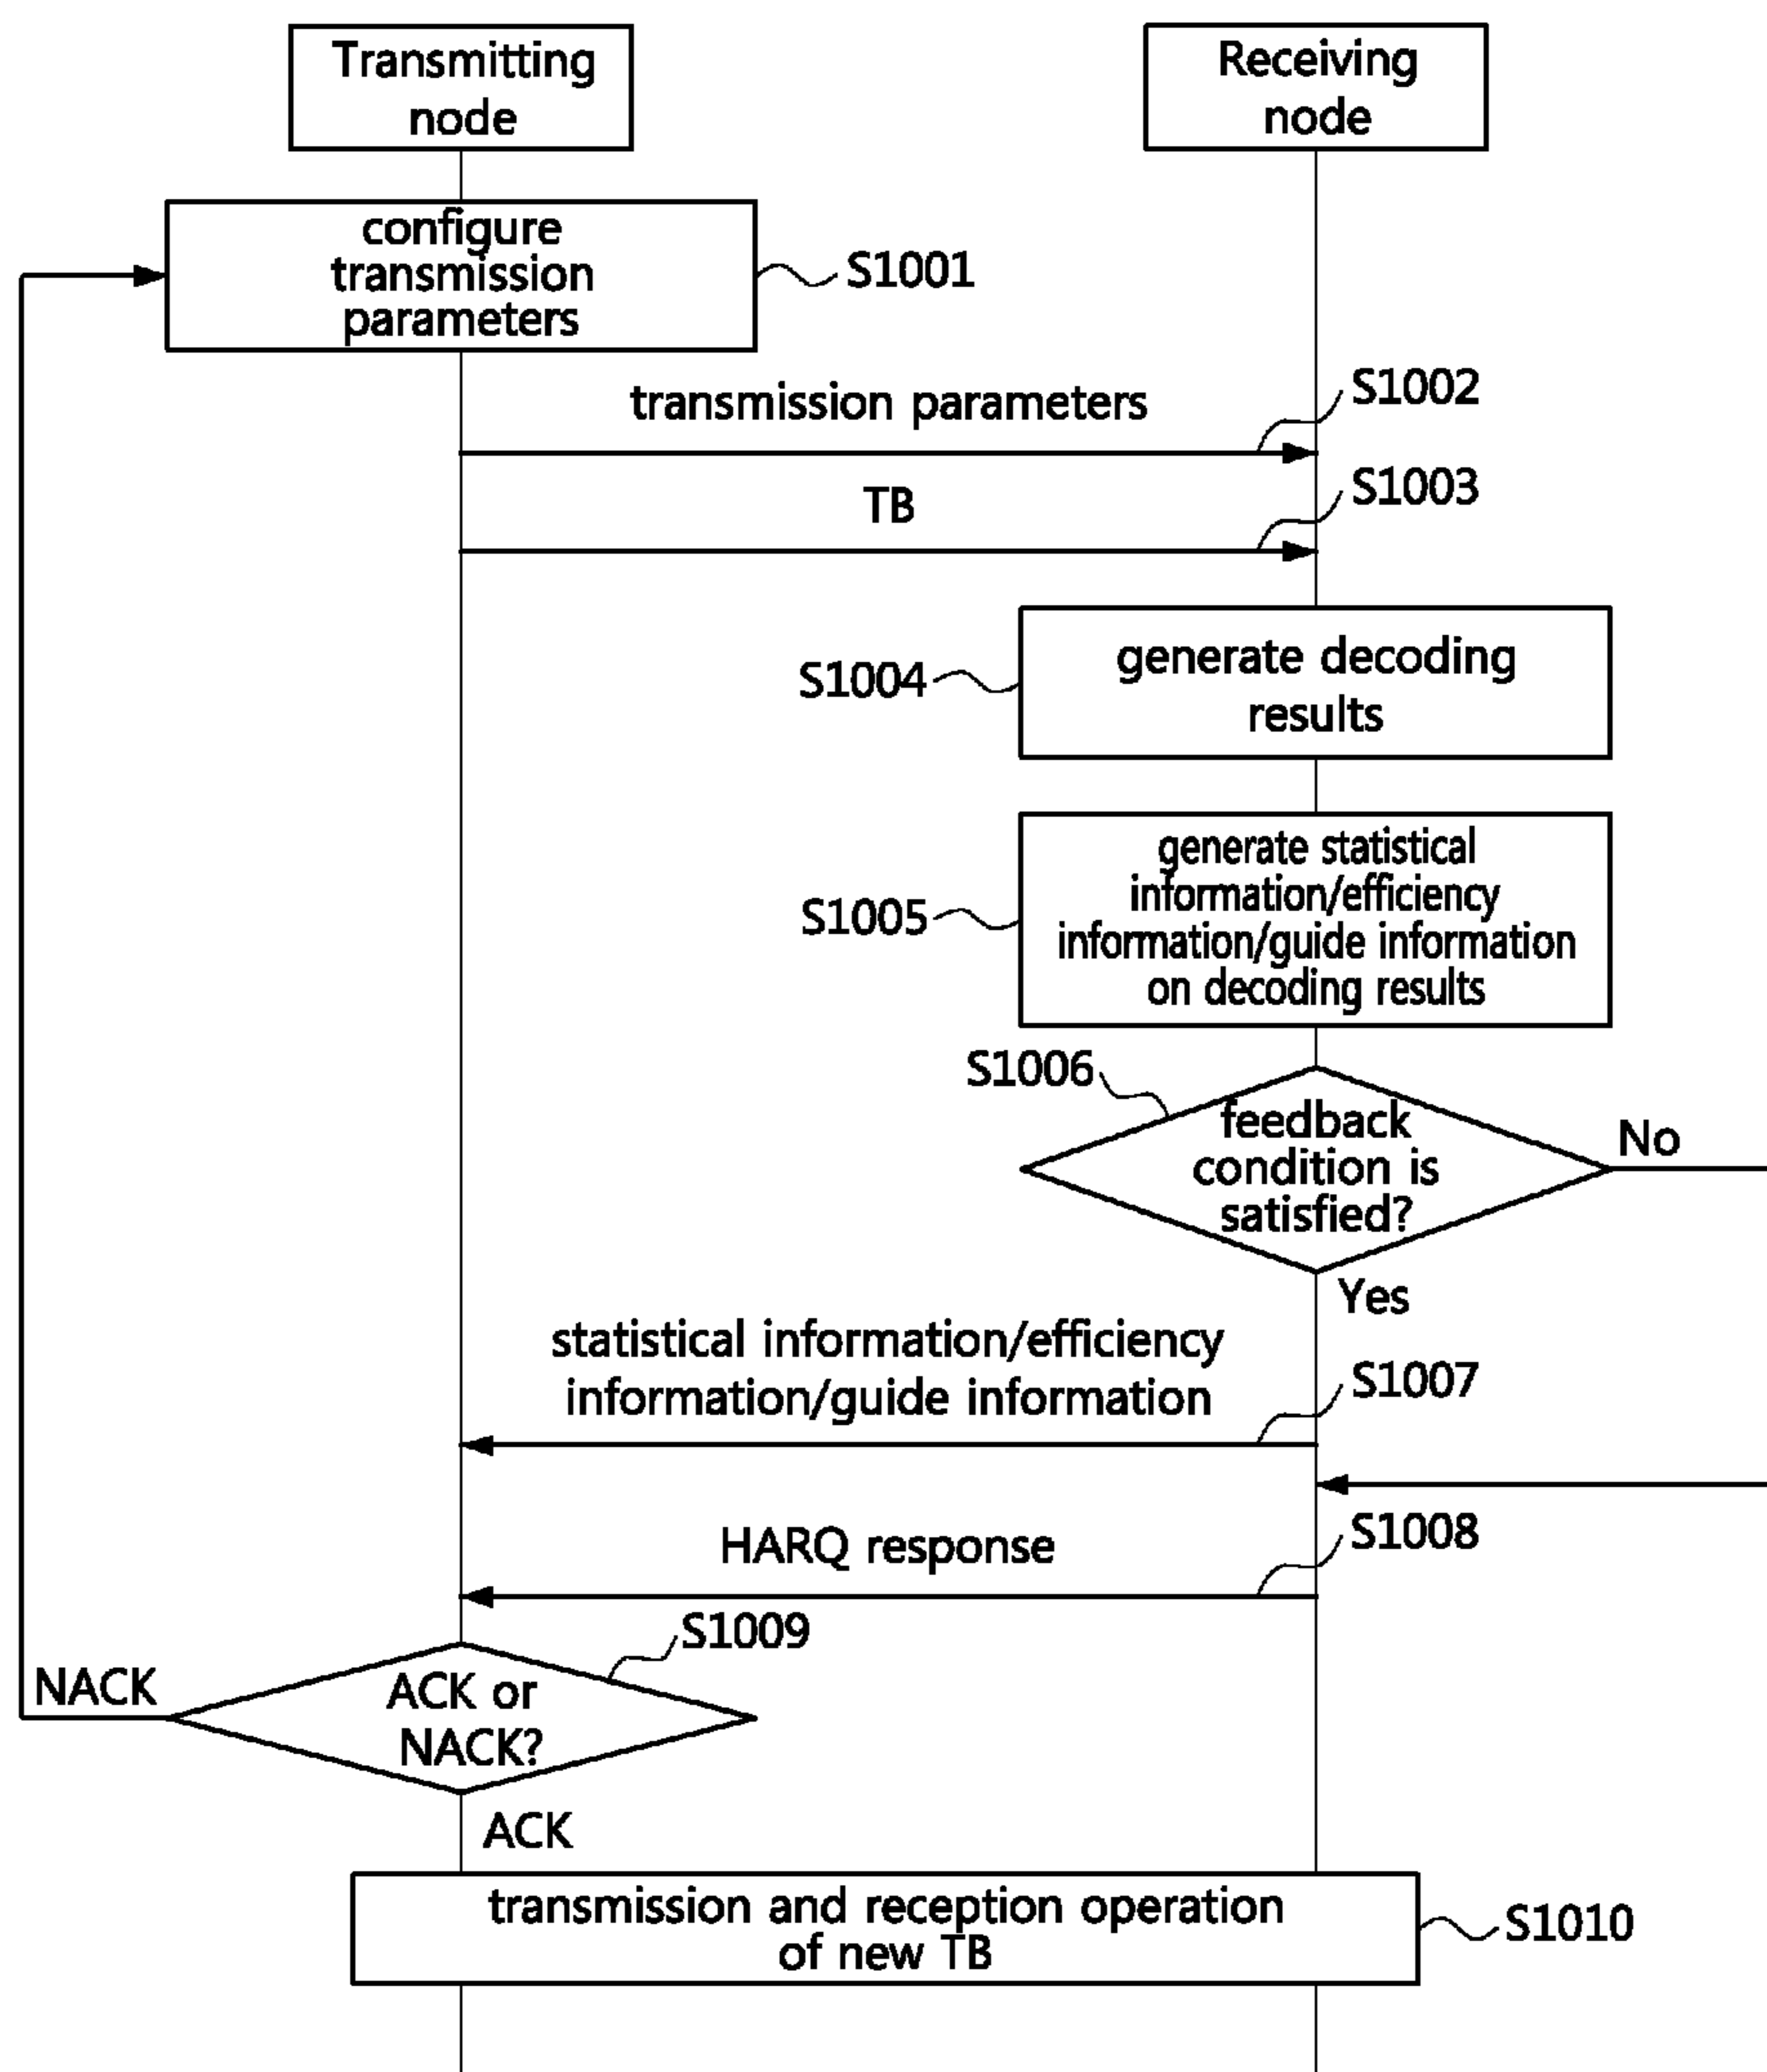 Transmitting
node
Receiving
node
configure
transmission
parameters
S1001
transmission parameters
S1002
TB
S1003
generate decoding
results
S1004
generate statistical
information/efficiency
information/guide information
on decoding results
S1005
S1006
feedback
condition is
satisfied?
No
Yes
statistical information/efficiency
information/guide information
S1007
HARQ response
S1008
S1009
NACK
ACK or
NACK?
ACK
transmission and reception operation
of new TB
S1010